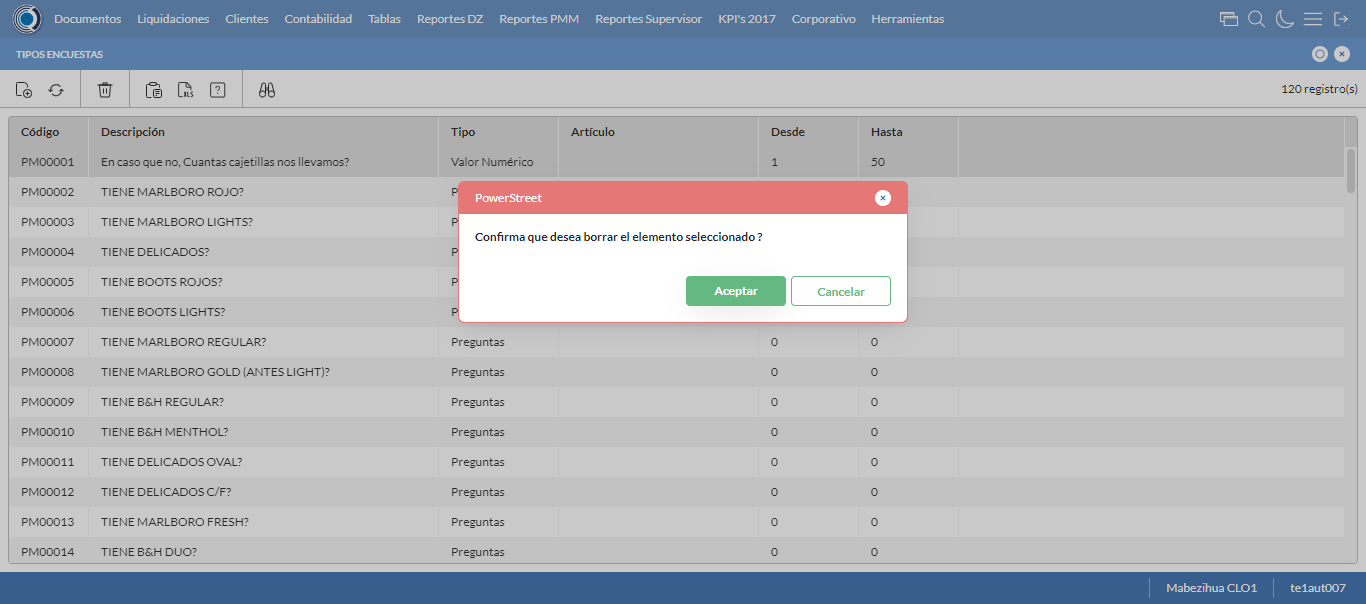 Documentos Liquidaciones Clientes Contabilidad Tablas Reportes DZ Reportes PMM Reportes Supervisor KPI's 2017 Corporativo Herramientas
TIPOS ENCUESTAS
XLS ? 120 registro(s)
Código Descripción Tipo Artículo Desde Hasta
PM00001 En caso que no, Cuantas cajetillas nos llevamos? Valor Numérico 1 50
PM00002 TIENE MARLBORO ROJO? P
PM00003 TIENE MARLBORO LIGHTS? P
PM00004 TIENE DELICADOS? P
PM00005 TIENE BOOTS ROJOS? P
PM00006 TIENE BOOTS LIGHTS? P
PowerStreet
Confirma que desea borrar el elemento seleccionado ?
Aceptar Cancelar
PM00007 TIENE MARLBORO REGULAR? Preguntas 0 0
PM00008 TIENE MARLBORO GOLD (ANTES LIGHT)? Preguntas 0 0
PM00009 TIENE B&H REGULAR? Preguntas 0 0
PM00010 TIENE B&H MENTHOL? Preguntas 0 0
PM00011 TIENE DELICADOS OVAL? Preguntas 0 0
PM00012 TIENE DELICADOS C/F? Preguntas 0 0
PM00013 TIENE MARLBORO FRESH? Preguntas 0 0
PM00014 TIENE B&H DUO? Preguntas 0 0
Mabezihua CLO1 te1aut007